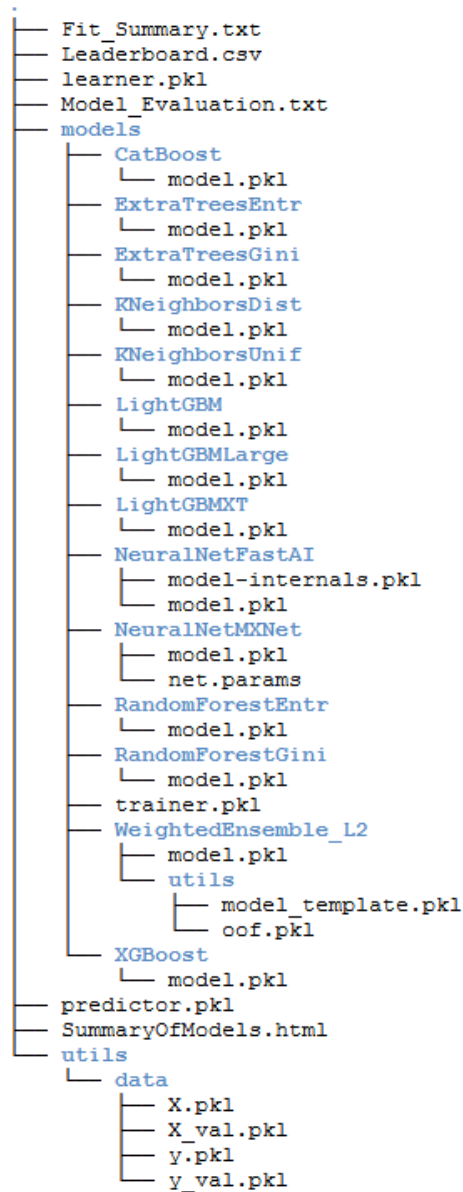 .
├── Fit_Summary.txt
├── Leaderboard.csv
├── learner.pkl
├── Model_Evaluation.txt
├── models
│   ├── CatBoost
│   │   └── model.pkl
│   ├── ExtraTreesEntr
│   │   └── model.pkl
│   ├── ExtraTreesGini
│   │   └── model.pkl
│   ├── KNeighborsDist
│   │   └── model.pkl
│   ├── KNeighborsUnif
│   │   └── model.pkl
│   ├── LightGBM
│   │   └── model.pkl
│   ├── LightGBMLarge
│   │   └── model.pkl
│   ├── LightGBMXT
│   │   └── model.pkl
│   ├── NeuralNetFastAI
│   │   ├── model-internals.pkl
│   │   └── model.pkl
│   ├── NeuralNetMXNet
│   │   ├── model.pkl
│   │   └── net.params
│   ├── RandomForestEntr
│   │   └── model.pkl
│   ├── RandomForestGini
│   │   └── model.pkl
│   ├── trainer.pkl
│   ├── WeightedEnsemble_L2
│   │   ├── model.pkl
│   │   └── utils
│   │       ├── model_template.pkl
│   │       └── oof.pkl
│   └── XGBoost
│       └── model.pkl
├── predictor.pkl
├── SummaryOfModels.html
└── utils
    └── data
        ├── X.pkl
        ├── X_val.pkl
        ├── y.pkl
        └── y_val.pkl